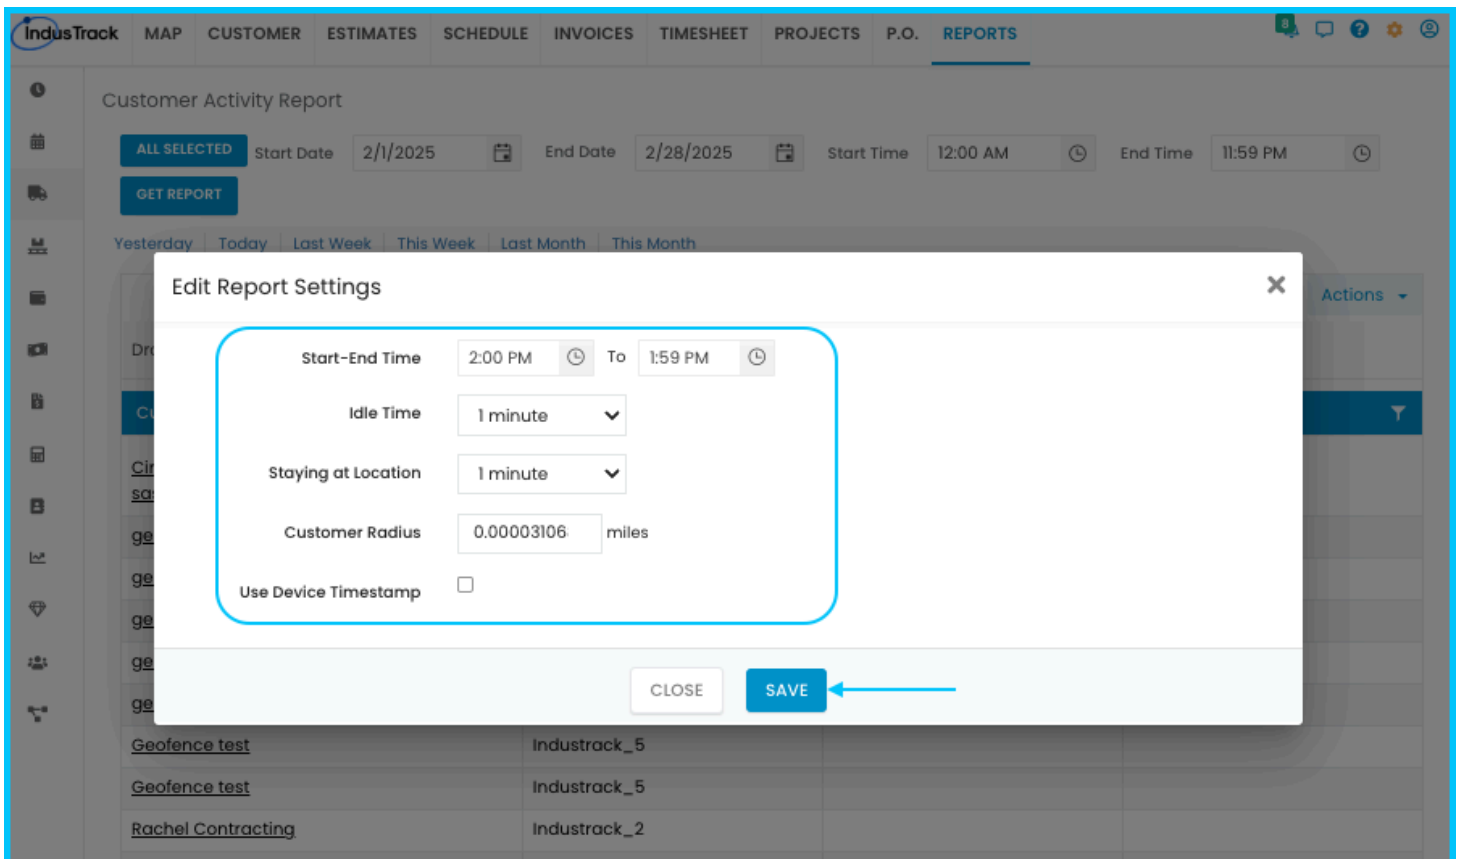 IndusTrack MAP CUSTOMER ESTIMATES SCHEDULE INVOICES TIMESHEET PROJECTS P.O. REPORTS 8
Customer Activity Report
ALL SELECTED Start Date 2/1/2025 End Date 2/28/2025 Start Time 12:00 AM End Time 11:59 PM
GET REPORT
Yesterday Today Last Week This Week Last Month This Month
Edit Report Settings
Actions
Start-End Time 2:00 PM To 1:59 PM
Idle Time 1 minute
Staying at Location 1 minute
Customer Radius 0.00003106 miles
Use Device Timestamp
CLOSE SAVE
Geofence test Industrack_5
Geofence test Industrack_5
Rachel Contracting Industrack_2